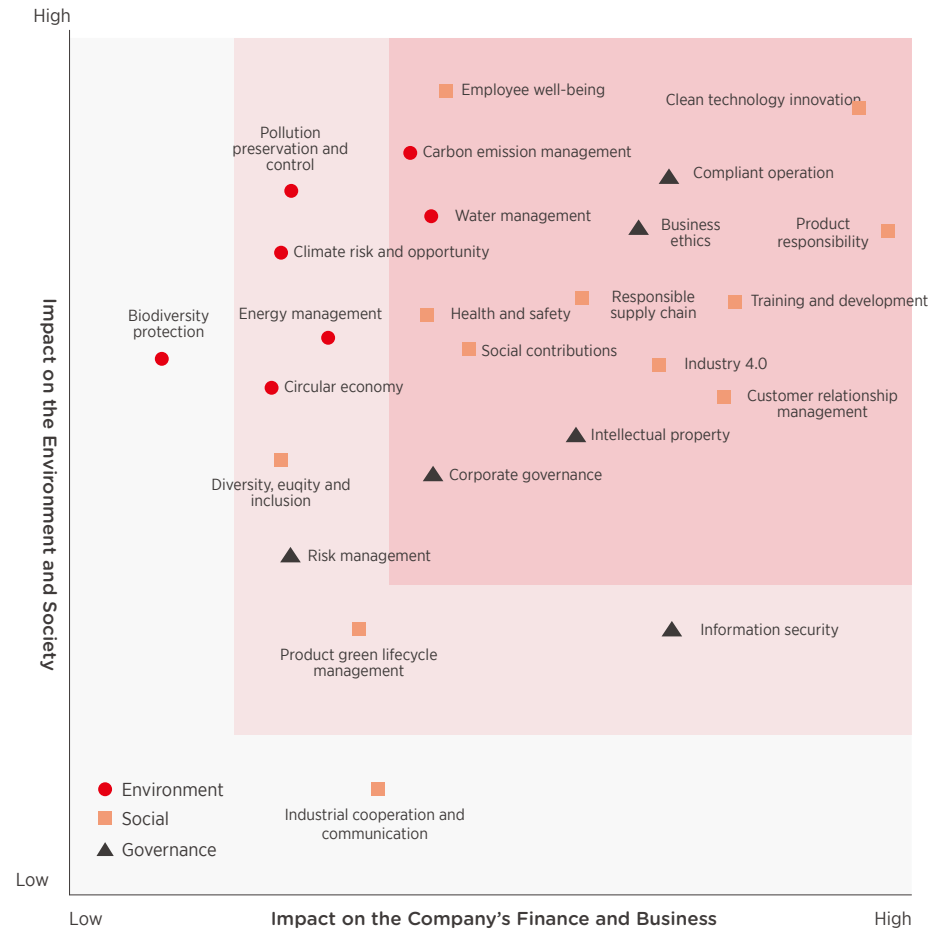 High
Employee well-being
Clean technology innovation
Pollution
preservation and
control
Carbon emission management
Compliant operation
Water management
Business
ethics
Product
responsibility
Climate risk and opportunity
Responsible
supply chain
Training and development
Biodiversity
protection
Energy management
Health and safety
Social contributions
Industry 4.0
Circular economy
Customer relationship
management
Intellectual property
Corporate governance
Diversity, euqity and
inclusion
Risk management
Information security
Product green lifecycle
management
Impact on the Environment and Society
Environment
Social
Governance
Industrial cooperation and
communication
Low
Low
Impact on the Company’s Finance and Business
High